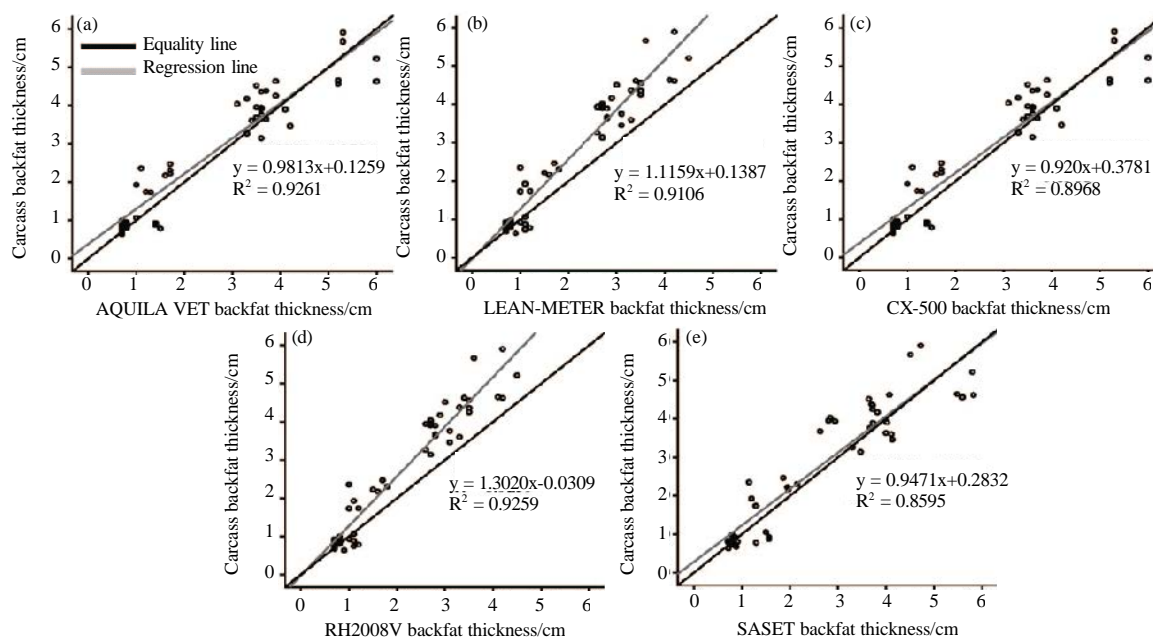 (a)
Equality line
Regression line
y = 0.9813x+0.1259
R² = 0.9261
Carcass backfat thickness/cm
6
5
4
3
2
1
0
0 1 2 3 4 5 6
AQUILA VET backfat thickness/cm
(b)
y = 1.1159x+0.1387
R² = 0.9106
Carcass backfat thickness/cm
6
5
4
3
2
1
0
0 1 2 3 4 5 6
LEAN-METER backfat thickness/cm
(c)
y = 0.920x+0.3781
R² = 0.8968
Carcass backfat thickness/cm
6
5
4
3
2
1
0
0 1 2 3 4 5 6
CX-500 backfat thickness/cm
(d)
y = 1.3020x-0.0309
R² = 0.9259
Carcass backfat thickness/cm
6
5
4
3
2
1
0
0 1 2 3 4 5 6
RH2008V backfat thickness/cm
(e)
y = 0.9471x+0.2832
R² = 0.8595
Carcass backfat thickness/cm
6
5
4
3
2
1
0
0 1 2 3 4 5 6
SASET backfat thickness/cm